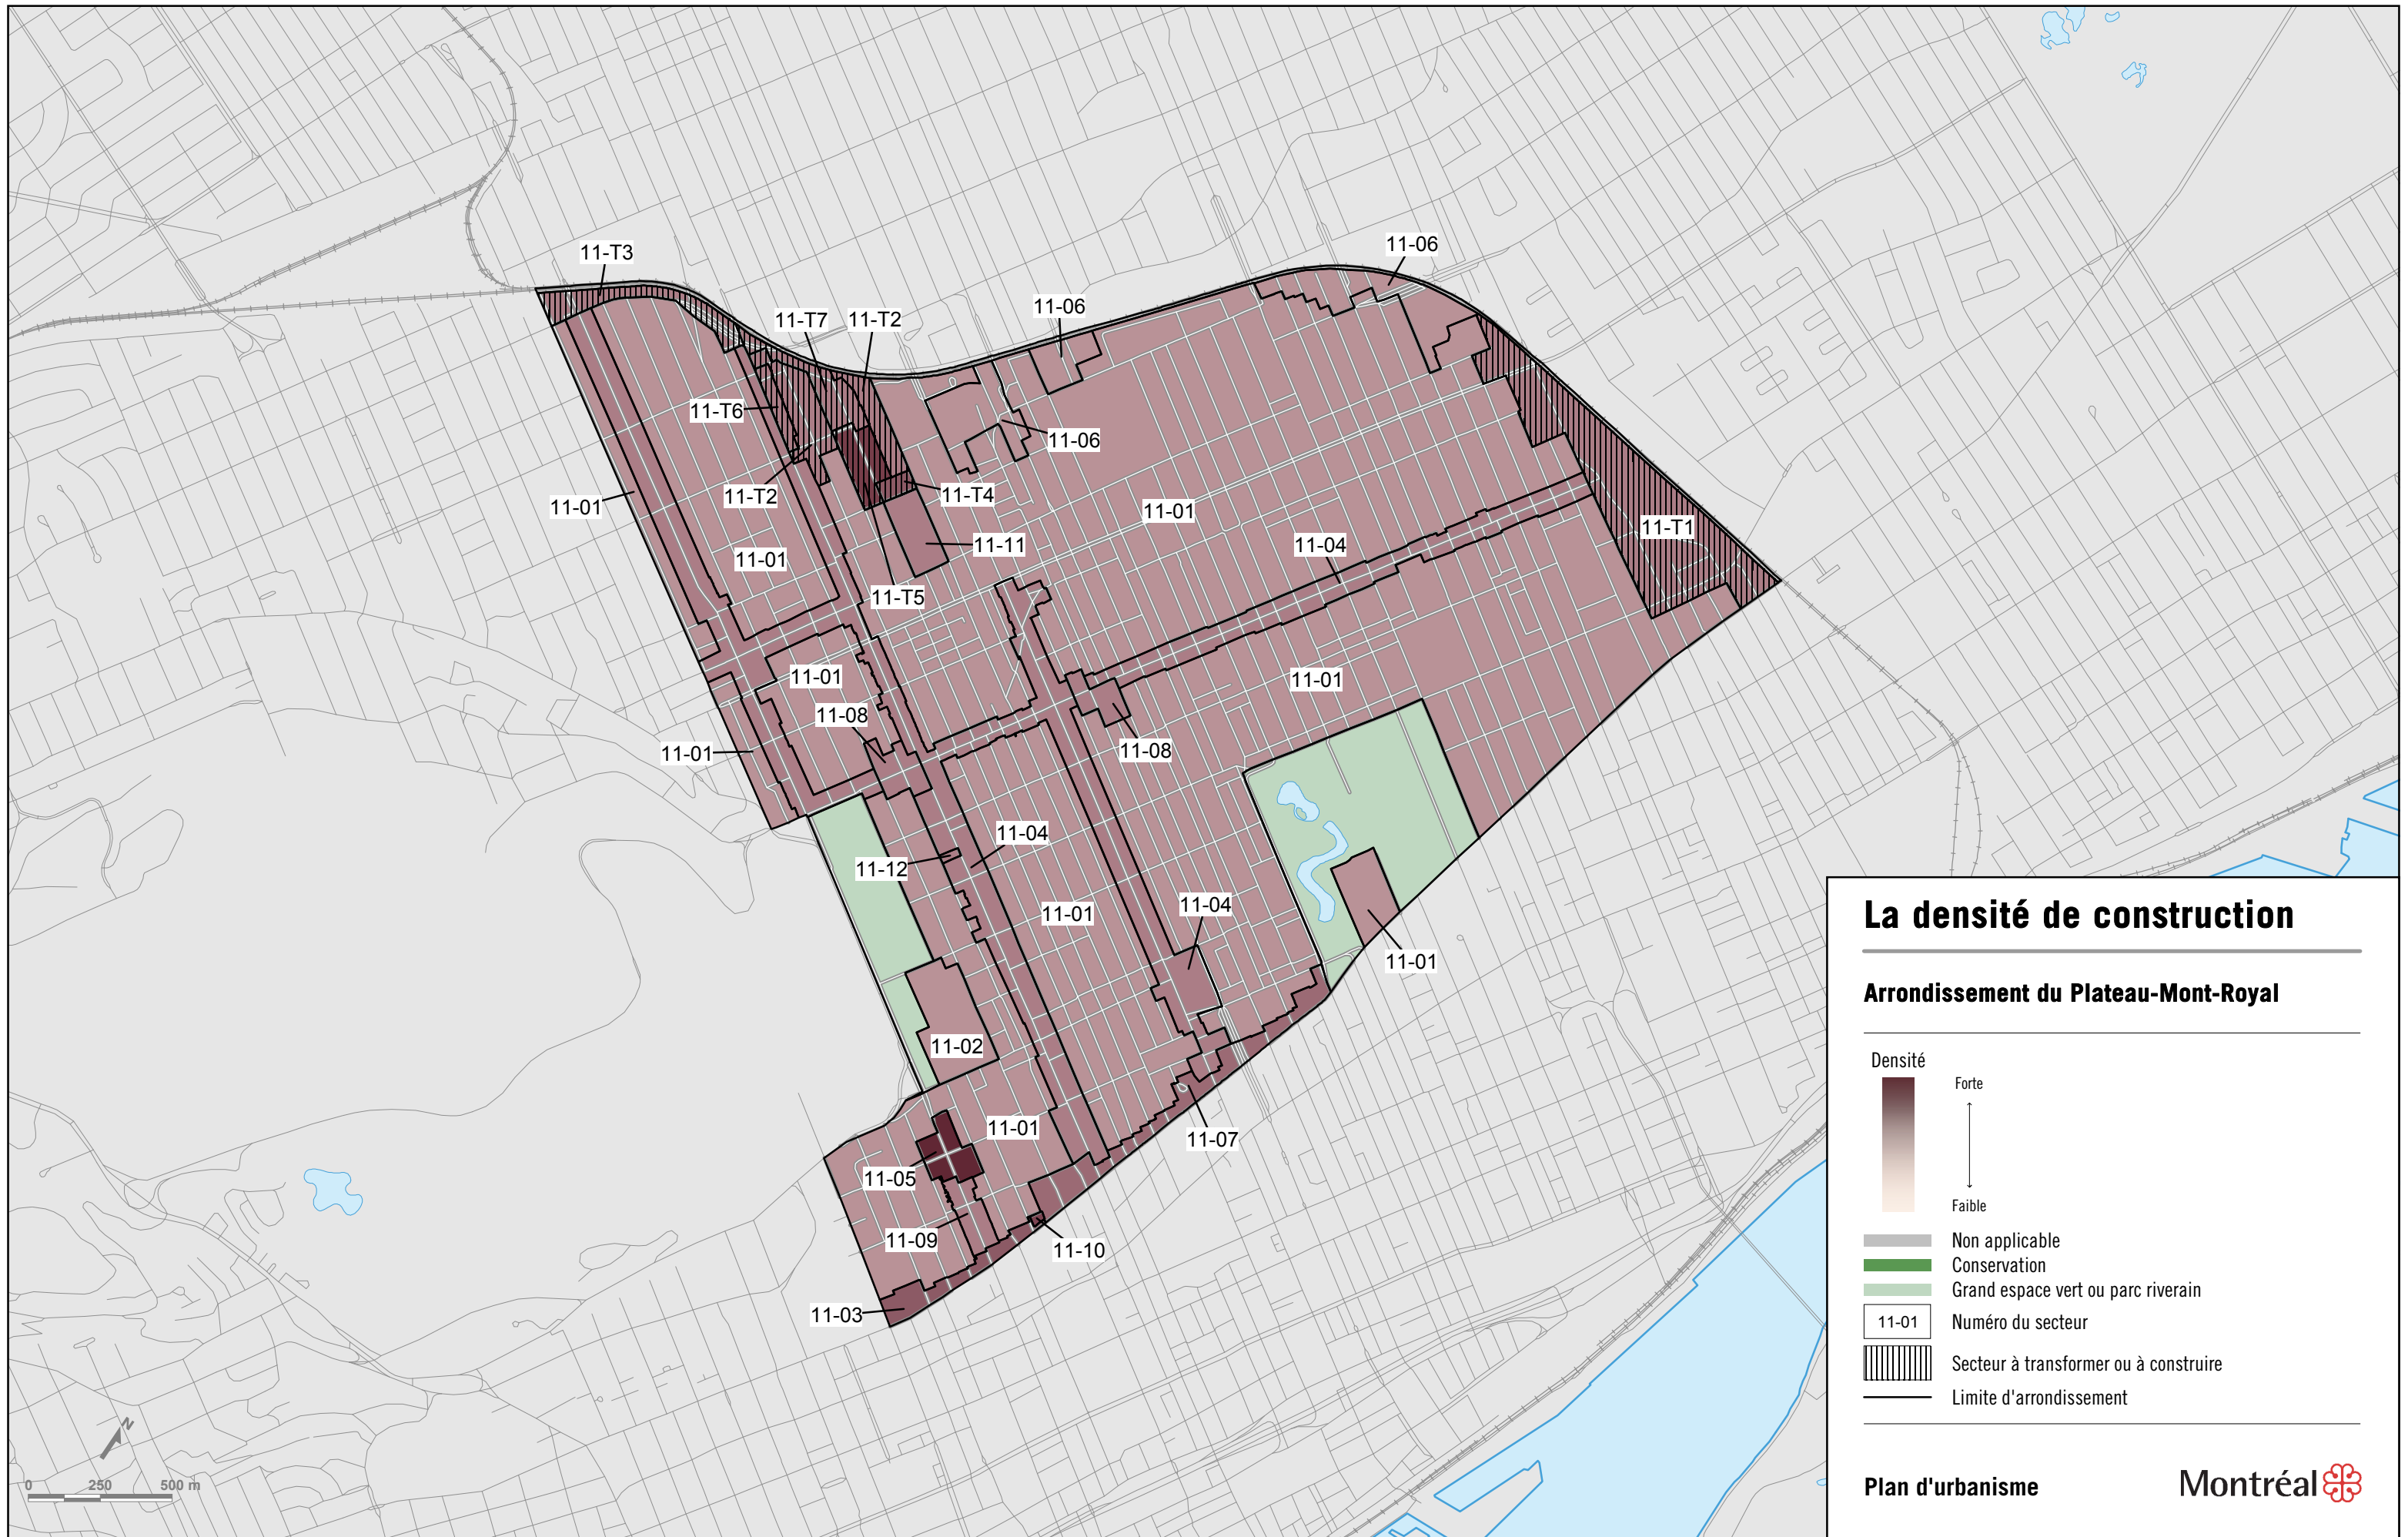 11-T3
11-06
11-06
11-T7
11-T2
11-T6
11-06
11-T2
11-T4
11-01
11-01
11-T1
11-11
11-04
11-01
11-T5
11-01
11-01
11-08
11-01
11-08
11-04
11-12
11-04
11-01
11-01
11-02
11-01
11-07
11-05
11-09
11-10
11-03
La densité de construction
Arrondissement du Plateau-Mont-Royal
Densité
Forte
Faible
Non applicable
Conservation
Grand espace vert ou parc riverain
11-01 Numéro du secteur
Secteur à transformer ou à construire
Limite d'arrondissement
Plan d'urbanisme
Montréal
N
0 250 500 m